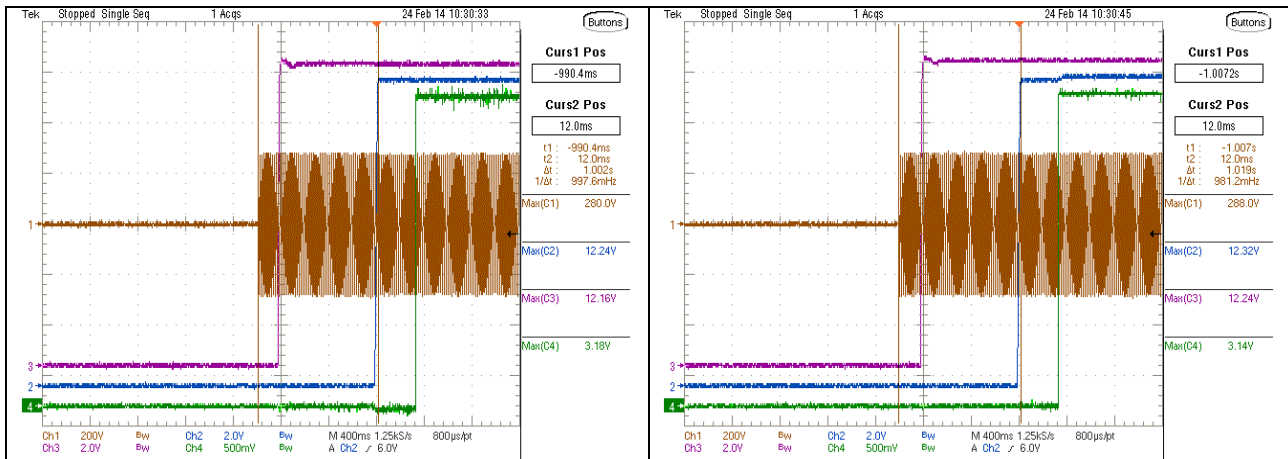 Tek Stopped Single Seq 1 Acqs 24 Feb 14 10:30:33
Buttons
Curs1 Pos
-990.4ms
Curs2 Pos
12.0ms
t1 : -990.4ms
t2 : 12.0ms
Δt : 1.002s
1/Δt : 997.6mHz
Max(C1) 280.0V
Max(C2) 12.24V
Max(C3) 12.16V
Max(C4) 3.18V
1
3
2
4
Ch1 200V Bw Ch2 2.0V Bw M 400ms 1.25kS/s 800µs/pt
Ch3 2.0V Bw Ch4 500mV Bw A Ch2 ∕ 6.0V
Tek Stopped Single Seq 1 Acqs 24 Feb 14 10:30:45
Buttons
Curs1 Pos
-1.0072s
Curs2 Pos
12.0ms
t1 : -1.007s
t2 : 12.0ms
Δt : 1.019s
1/Δt : 981.2mHz
Max(C1) 288.0V
Max(C2) 12.32V
Max(C3) 12.24V
Max(C4) 3.14V
1
3
2
4
Ch1 200V Bw Ch2 2.0V Bw M 400ms 1.25kS/s 800µs/pt
Ch3 2.0V Bw Ch4 500mV Bw A Ch2 ∕ 6.0V